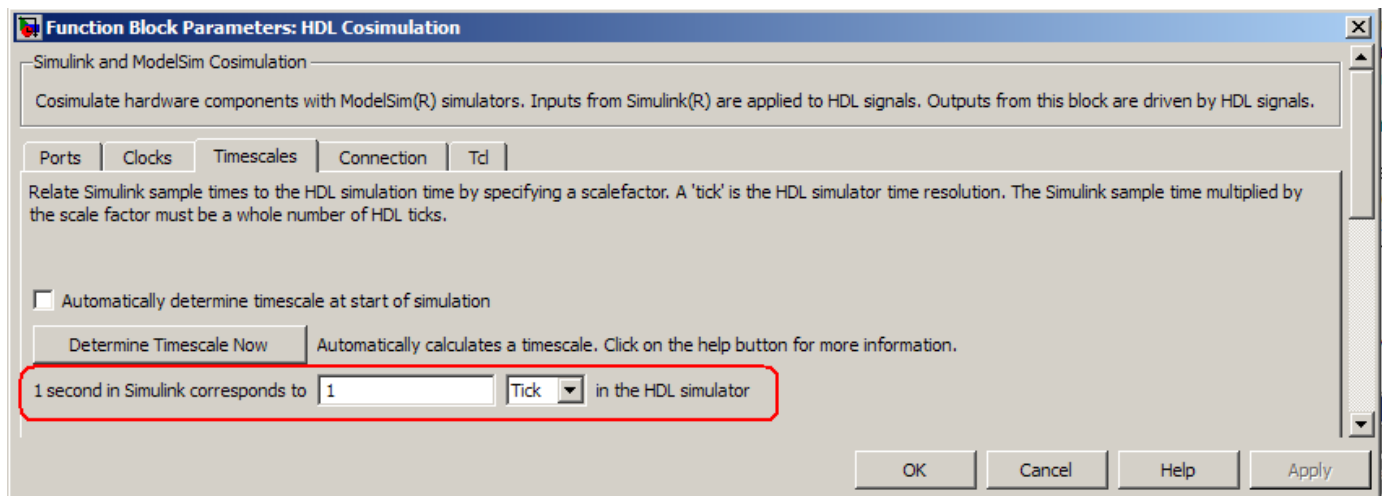 Function Block Parameters: HDL Cosimulation
Simulink and ModelSim Cosimulation
Cosimulate hardware components with ModelSim(R) simulators. Inputs from Simulink(R) are applied to HDL signals. Outputs from this block are driven by HDL signals.
Ports Clocks Timescales Connection Tcl
Relate Simulink sample times to the HDL simulation time by specifying a scalefactor. A 'tick' is the HDL simulator time resolution. The Simulink sample time multiplied by
the scale factor must be a whole number of HDL ticks.
Automatically determine timescale at start of simulation
Determine Timescale Now Automatically calculates a timescale. Click on the help button for more information.
1 second in Simulink corresponds to 1 Tick in the HDL simulator
OK Cancel Help Apply